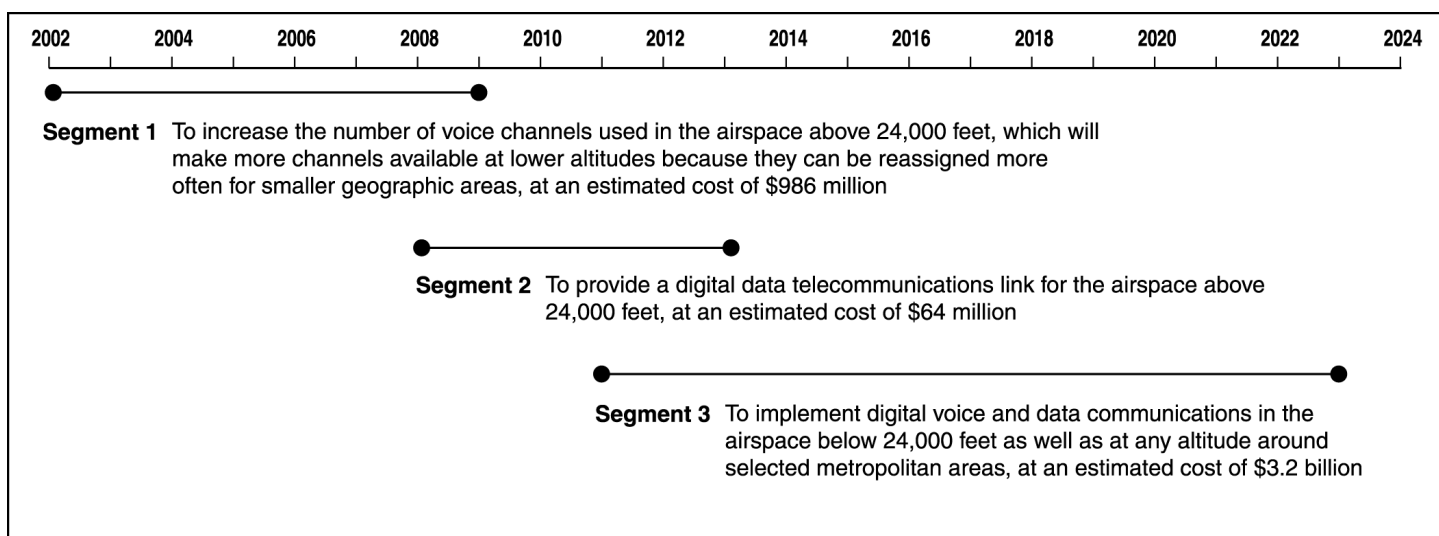 2002 2004 2006 2008 2010 2012 2014 2016 2018 2020 2022 2024
Segment 1 To increase the number of voice channels used in the airspace above 24,000 feet, which will
make more channels available at lower altitudes because they can be reassigned more
often for smaller geographic areas, at an estimated cost of $986 million
Segment 2 To provide a digital data telecommunications link for the airspace above
24,000 feet, at an estimated cost of $64 million
Segment 3 To implement digital voice and data communications in the
airspace below 24,000 feet as well as at any altitude around
selected metropolitan areas, at an estimated cost of $3.2 billion